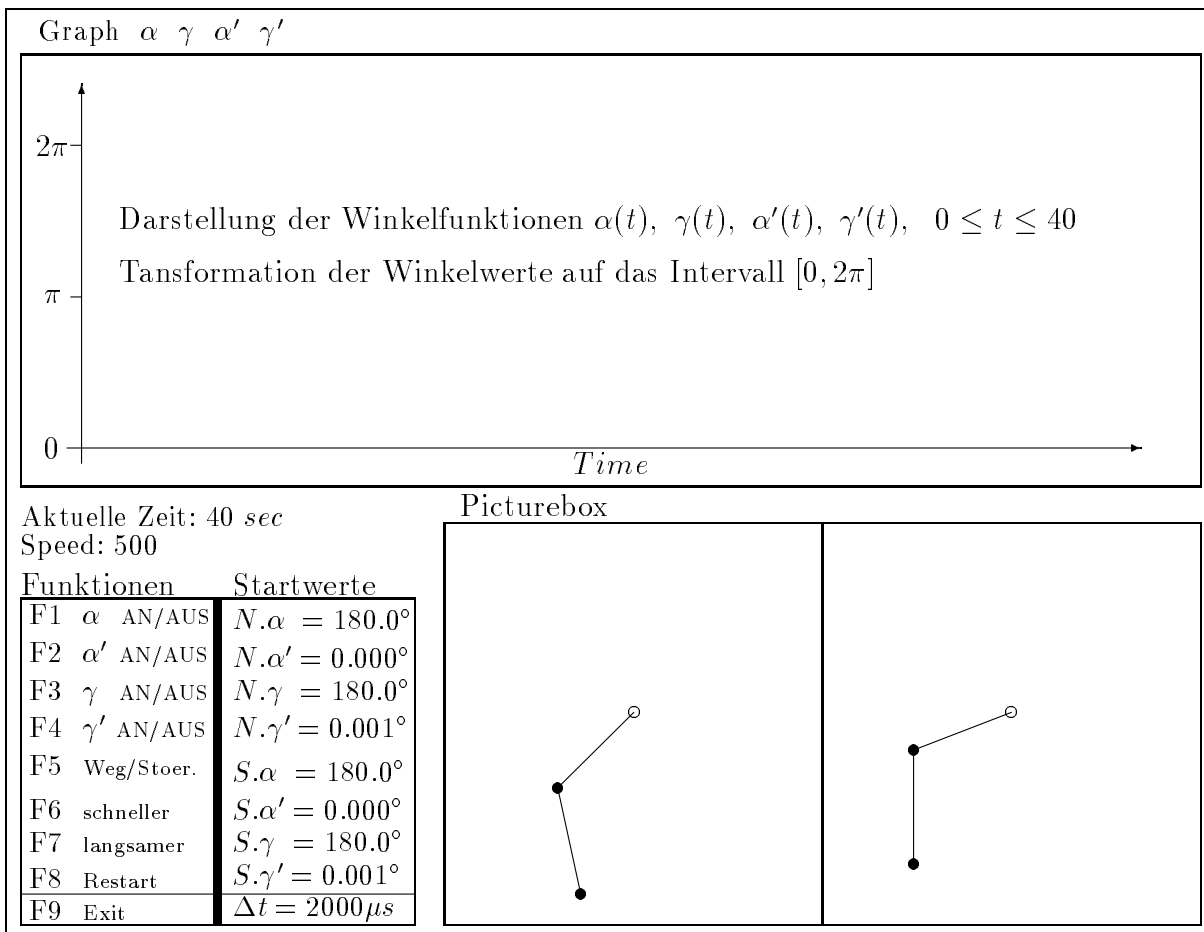 Graph α γ α′ γ′
2π
Darstellung der Winkelfunktionen α(t), γ(t), α′(t), γ′(t), 0 ≤ t ≤ 40
Tansformation der Winkelwerte auf das Intervall [0, 2π]
π
0
Time
Aktuelle Zeit: 40 sec
Speed: 500
Picturebox
Funktionen Startwerte
F1 α AN/AUS N.α = 180.0°
F2 α′ AN/AUS N.α′ = 0.000°
F3 γ AN/AUS N.γ = 180.0°
F4 γ′ AN/AUS N.γ′ = 0.001°
F5 Weg/Stoer. S.α = 180.0°
F6 schneller S.α′ = 0.000°
F7 langsamer S.γ = 180.0°
F8 Restart S.γ′ = 0.001°
F9 Exit Δt = 2000μs